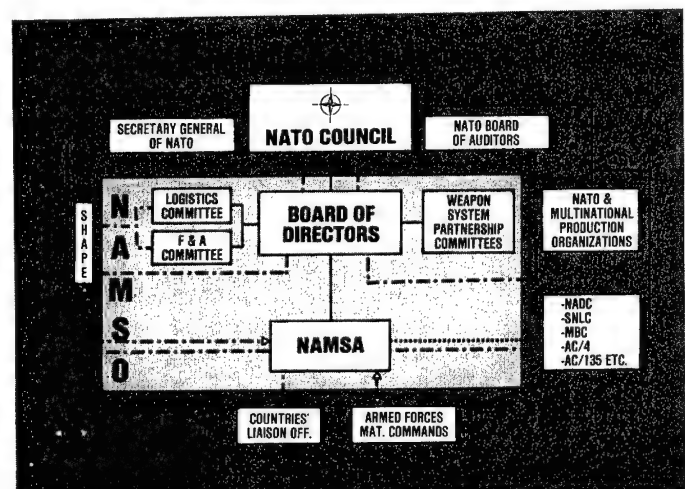 SECRETARY GENERAL
OF NATO
NATO COUNCIL
NATO BOARD
OF AUDITORS
SHAPE
NAMSO
LOGISTICS
COMMITTEE
F & A
COMMITTEE
BOARD OF
DIRECTORS
WEAPON
SYSTEM
PARTNERSHIP
COMMITTEES
NATO &
MULTINATIONAL
PRODUCTION
ORGANIZATIONS
NAMSA
-NADC
-SNLC
-MBC
-AC/4
-AC/135 ETC.
COUNTRIES'
LIAISON OFF.
ARMED FORCES
MAT. COMMANDS